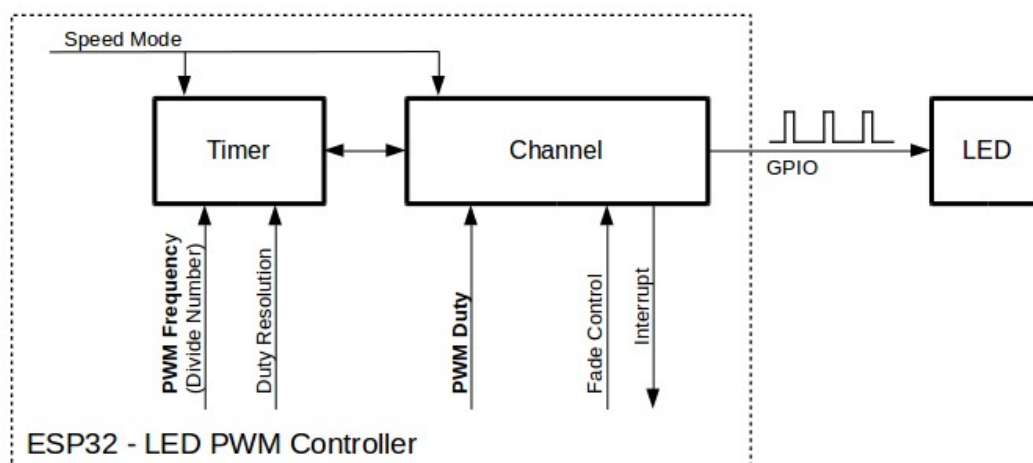 Speed Mode
Timer
Channel
GPIO
LED
PWM Frequency
(Divide Number)
Duty Resolution
PWM Duty
Fade Control
Interrupt
ESP32 - LED PWM Controller